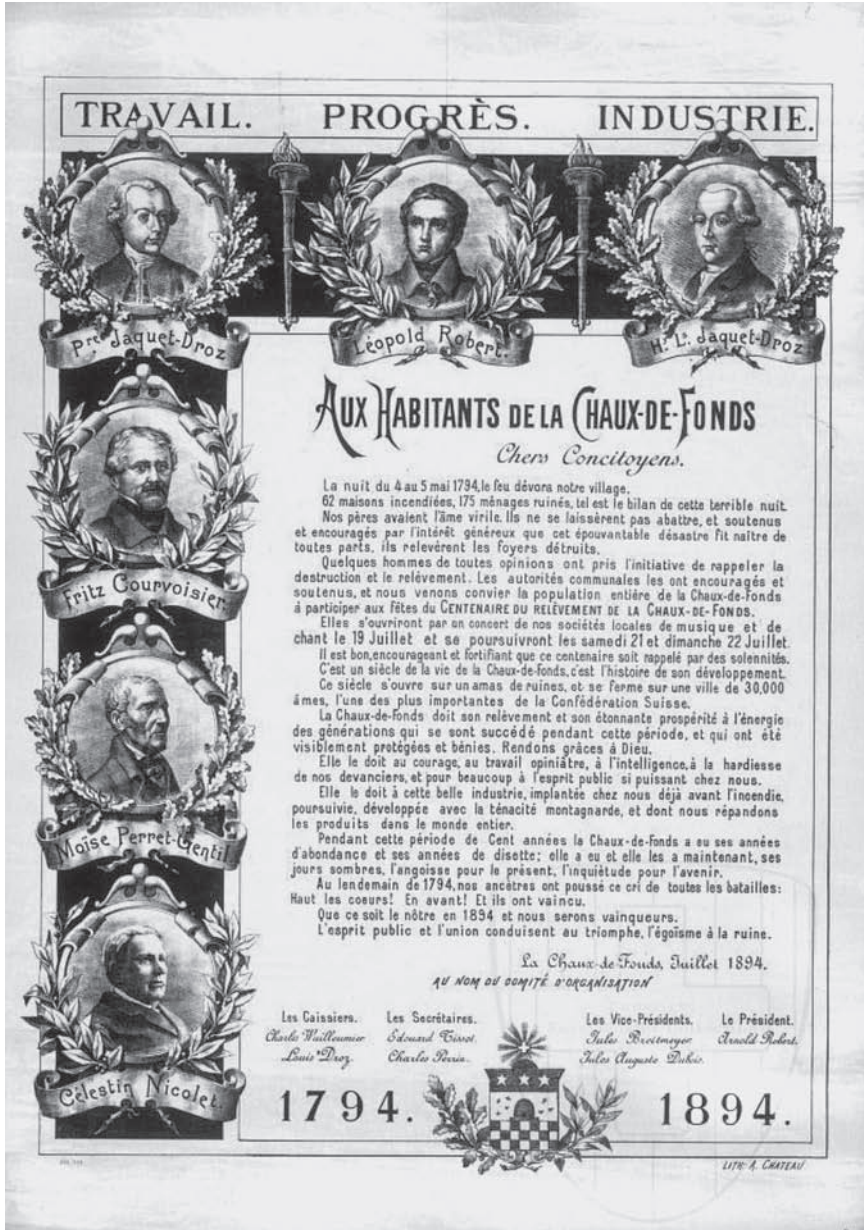 TRAVAIL. PROGRÈS. INDUSTRIE.
Pre Jaquet-Droz
Léopold Robert.
Hi. Ls. Jaquet-Droz
Fritz Courvoisier.
Moïse Perret-Gentil
Célestin Nicolet.
AUX HABITANTS DE LA CHAUX-DE-FONDS
Chers Concitoyens.
La nuit du 4 au 5 mai 1794, le feu dévora notre village.
62 maisons incendiées, 175 ménages ruinés, tel est le bilan de cette terrible nuit.
Nos pères avaient l'âme virile. Ils ne se laissèrent pas abattre, et soutenus
et encouragés par l'intérêt généreux que cet épouvantable désastre fit naître de
toutes parts, ils relevèrent les foyers détruits.
Quelques hommes de toutes opinions ont pris l'initiative de rappeler la
destruction et le relèvement. Les autorités communales les ont encouragés et
soutenus, et nous venons convier la population entière de la Chaux-de-Fonds
à participer aux fêtes du CENTENAIRE DU RELÈVEMENT DE LA CHAUX-DE-FONDS.
Elles s'ouvriront par un concert de nos sociétés locales de musique et de
chant le 19 Juillet et se poursuivront les samedi 21 et dimanche 22 Juillet.
Il est bon, encourageant et fortifiant que ce centenaire soit rappelé par des solennités.
C'est un siècle de la vie de la Chaux-de-fonds, c'est l'histoire de son développement.
Ce siècle s'ouvre sur un amas de ruines, et se ferme sur une ville de 30,000
âmes, l'une des plus importantes de la Confédération Suisse.
La Chaux-de-Fonds doit son relèvement et son étonnante prospérité à l'énergie
des générations qui se sont succédé pendant cette période, et qui ont été
visiblement protégées et bénies. Rendons grâces à Dieu.
Elle le doit au courage, au travail opiniâtre, à l'intelligence, à la hardiesse
de nos devanciers, et pour beaucoup à l'esprit public si puissant chez nous.
Elle le doit à cette belle industrie, implantée chez nous déjà avant l'incendie,
poursuivie, développée avec la ténacité montagnarde, et dont nous répandons
les produits dans le monde entier.
Pendant cette période de Cent années la Chaux-de-Fonds a eu ses années
d'abondance et ses années de disette; elle a eu et elle les a maintenant, ses
jours sombres, l'angoisse pour le présent, l'inquiétude pour l'avenir.
Au lendemain de 1794, nos ancêtres ont poussé ce cri de toutes les batailles:
Haut les coeurs! En avant! Et ils ont vaincu.
Que ce soit le nôtre en 1894 et nous serons vainqueurs.
L'esprit public et l'union conduisent au triomphe, l'égoïsme à la ruine.
La Chaux-de-Fonds, Juillet 1894.
AU NOM DU COMITÉ D'ORGANISATION
Les Caissiers. Les Secrétaires. Les Vice-Présidents. Le Président.
Charles Wuilleumier Edouard Tissot. Jules Breitmeyer Arnold Robert.
Louis Droz. Charles Perrin. Jules Auguste Dubois.
1794. 1894.
LITH. A. CHATEAU